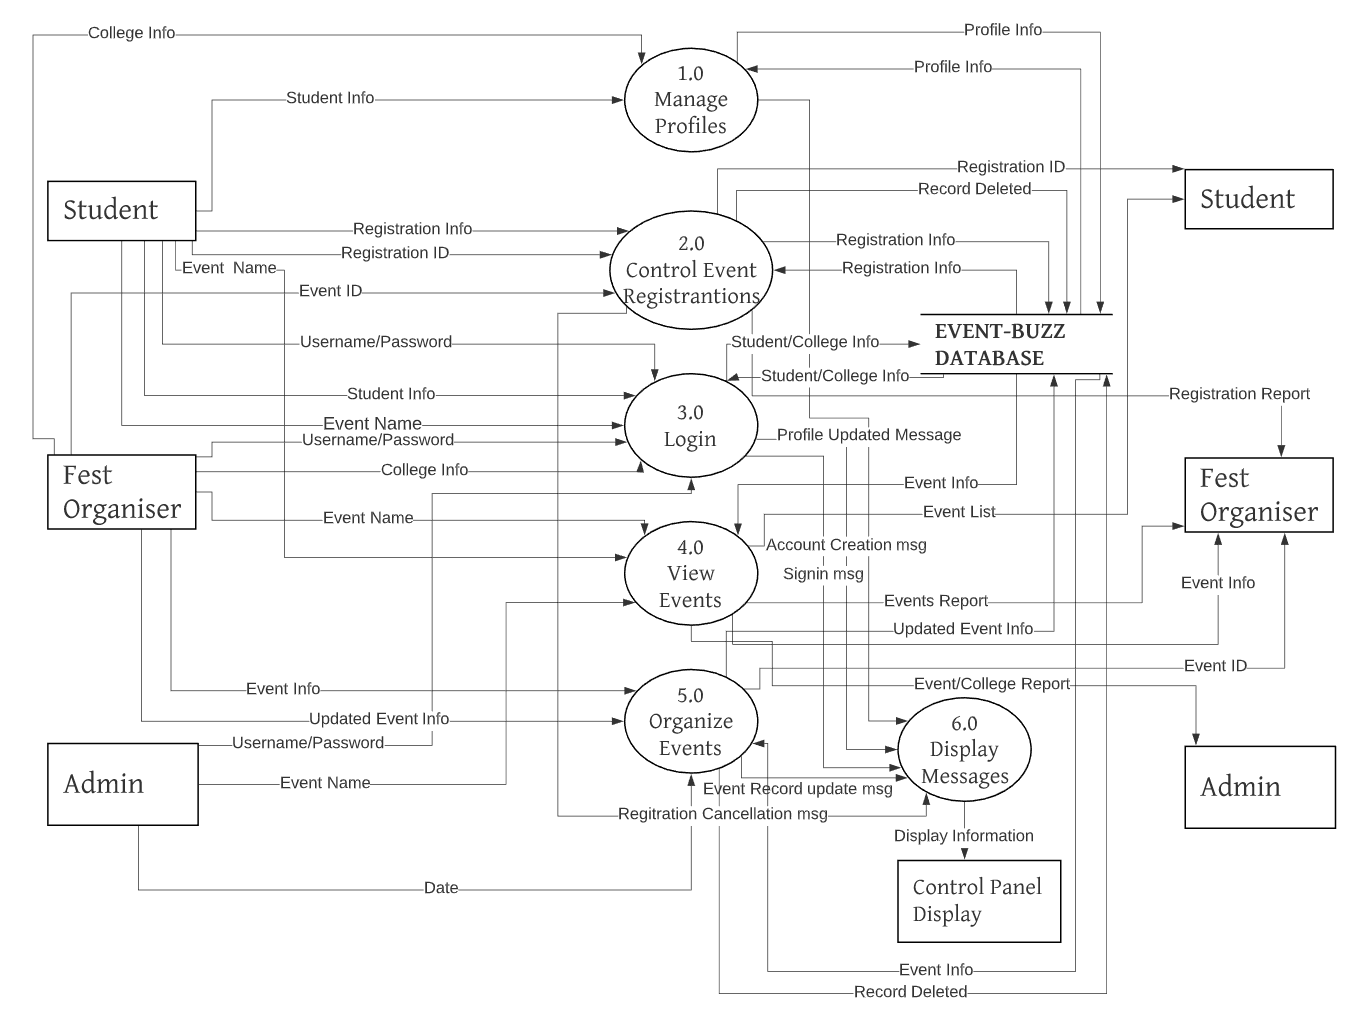 College Info
Profile Info
Profile Info
1.0
Manage
Profiles
Student Info
Registration ID
Record Deleted
Student
Student
Registration Info
Registration ID
Event  Name
2.0
Control Event
Registrantions
Registration Info
Registration Info
Event ID
EVENT-BUZZ
DATABASE
Username/Password
Student/College Info
Student/College Info
Student Info
Registration Report
3.0
Login
Event Name
Username/Password
Profile Updated Message
College Info
Fest
Organiser
Fest
Organiser
Event Info
Event List
Event Name
4.0
View
Events
Account Creation msg
Signin msg
Event Info
Events Report
Updated Event Info
Event ID
Event/College Report
Event Info
5.0
Organize
Events
Updated Event Info
6.0
Display
Messages
Username/Password
Admin
Event Name
Admin
Event Record update msg
Regitration Cancellation msg
Display Information
Date
Control Panel
Display
Event Info
Record Deleted